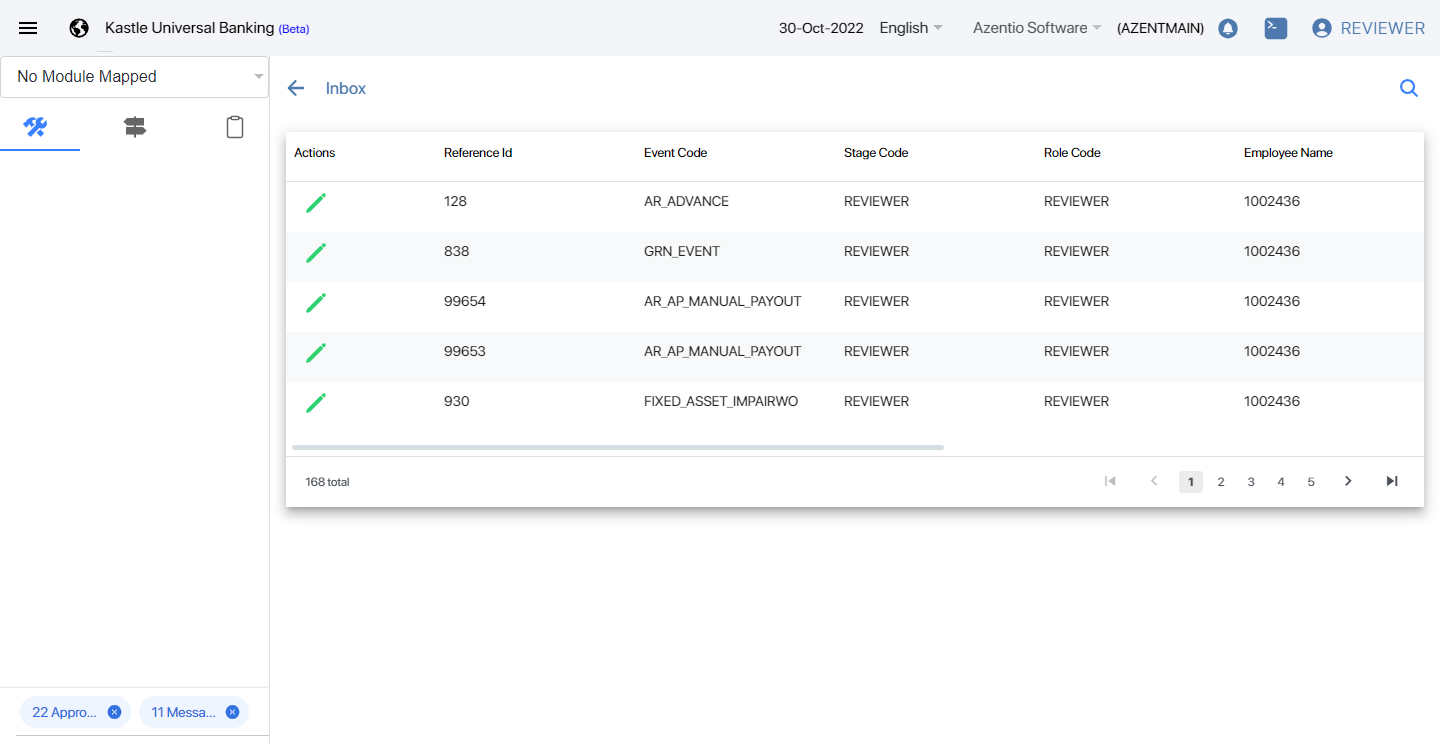 Kastle Universal Banking (Beta) 30-Oct-2022 English Azentio Software (AZENTMAIN) REVIEWER
No Module Mapped
Inbox
Actions Reference Id Event Code Stage Code Role Code Employee Name
128 AR_ADVANCE REVIEWER REVIEWER 1002436
838 GRN_EVENT REVIEWER REVIEWER 1002436
99654 AR_AP_MANUAL_PAYOUT REVIEWER REVIEWER 1002436
99653 AR_AP_MANUAL_PAYOUT REVIEWER REVIEWER 1002436
930 FIXED_ASSET_IMPAIRWO REVIEWER REVIEWER 1002436
168 total 1 2 3 4 5
22 Appro... 11 Messa...